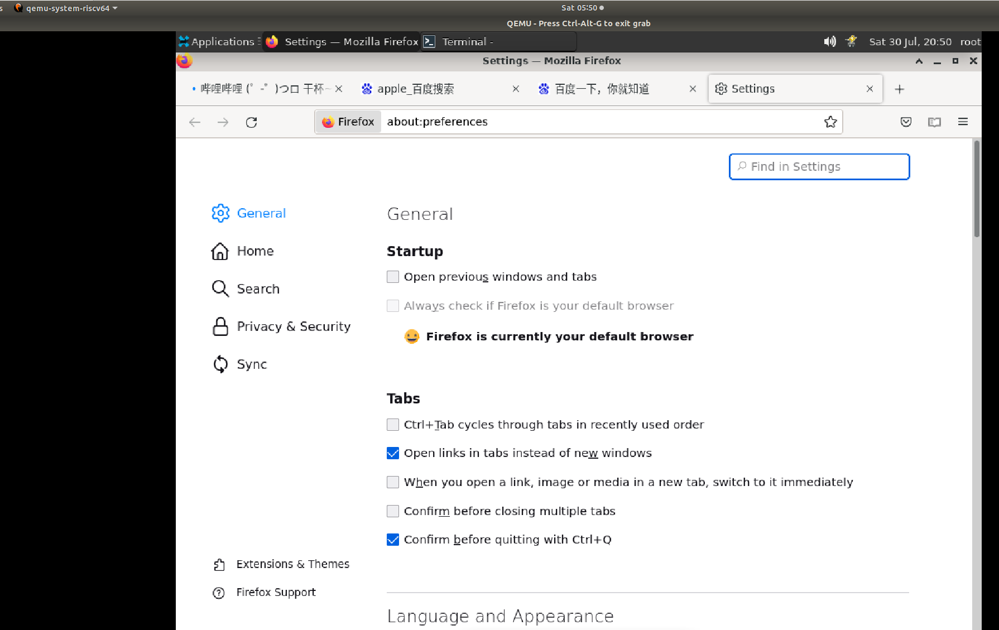 s qemu-system-riscv64 Sat 05:50
QEMU - Press Ctrl-Alt-G to exit grab
Applications Settings — Mozilla Firefox Terminal - Sat 30 Jul, 20:50 root
Settings — Mozilla Firefox
哔哩哔哩 (゜-゜)つロ 干杯~ apple_百度搜索 百度一下，你就知道 Settings
Firefox about:preferences
Find in Settings
General
Home
Search
Privacy & Security
Sync
Extensions & Themes
Firefox Support
General
Startup
Open previous windows and tabs
Always check if Firefox is your default browser
Firefox is currently your default browser
Tabs
Ctrl+Tab cycles through tabs in recently used order
Open links in tabs instead of new windows
When you open a link, image or media in a new tab, switch to it immediately
Confirm before closing multiple tabs
Confirm before quitting with Ctrl+Q
Language and Appearance